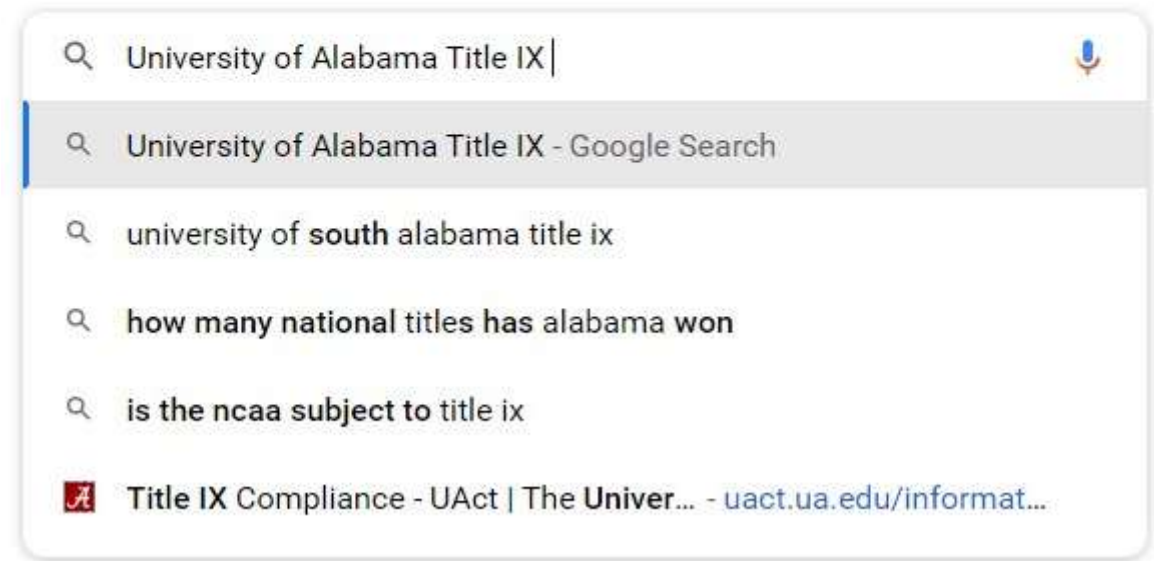 University of Alabama Title IX
University of Alabama Title IX - Google Search
university of south alabama title ix
how many national titles has alabama won
is the ncaa subject to title ix
A Title IX Compliance - UAct | The Univer... - uact.ua.edu/informat...